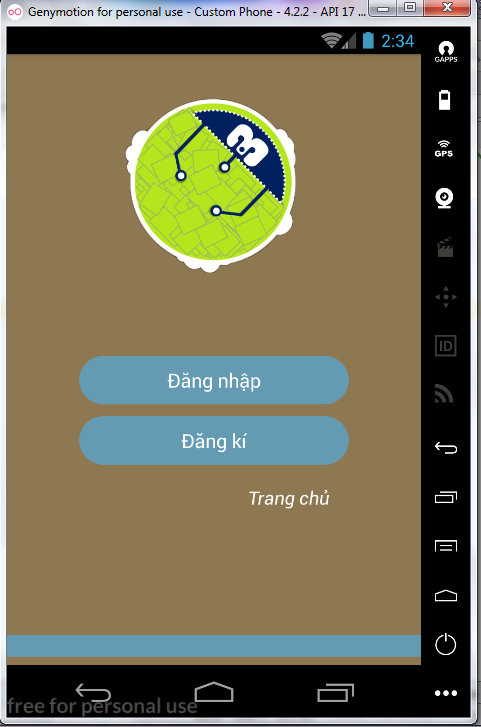 Genymotion for personal use - Custom Phone - 4.2.2 - API 17 ...
2:34
GAPPS
GPS
ID
Đăng nhập
Đăng kí
Trang chủ
free for personal use